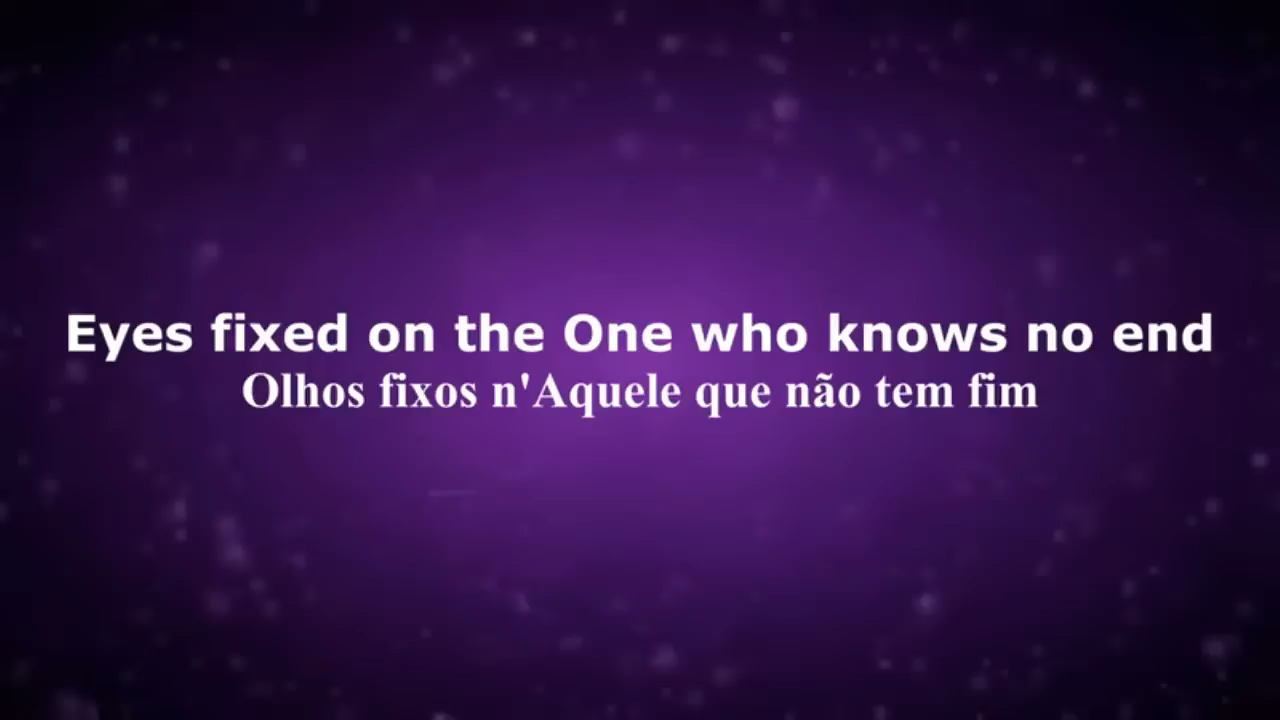 Eyes fixed on the One who knows no end
Olhos fixos n'Aquele que não tem fim